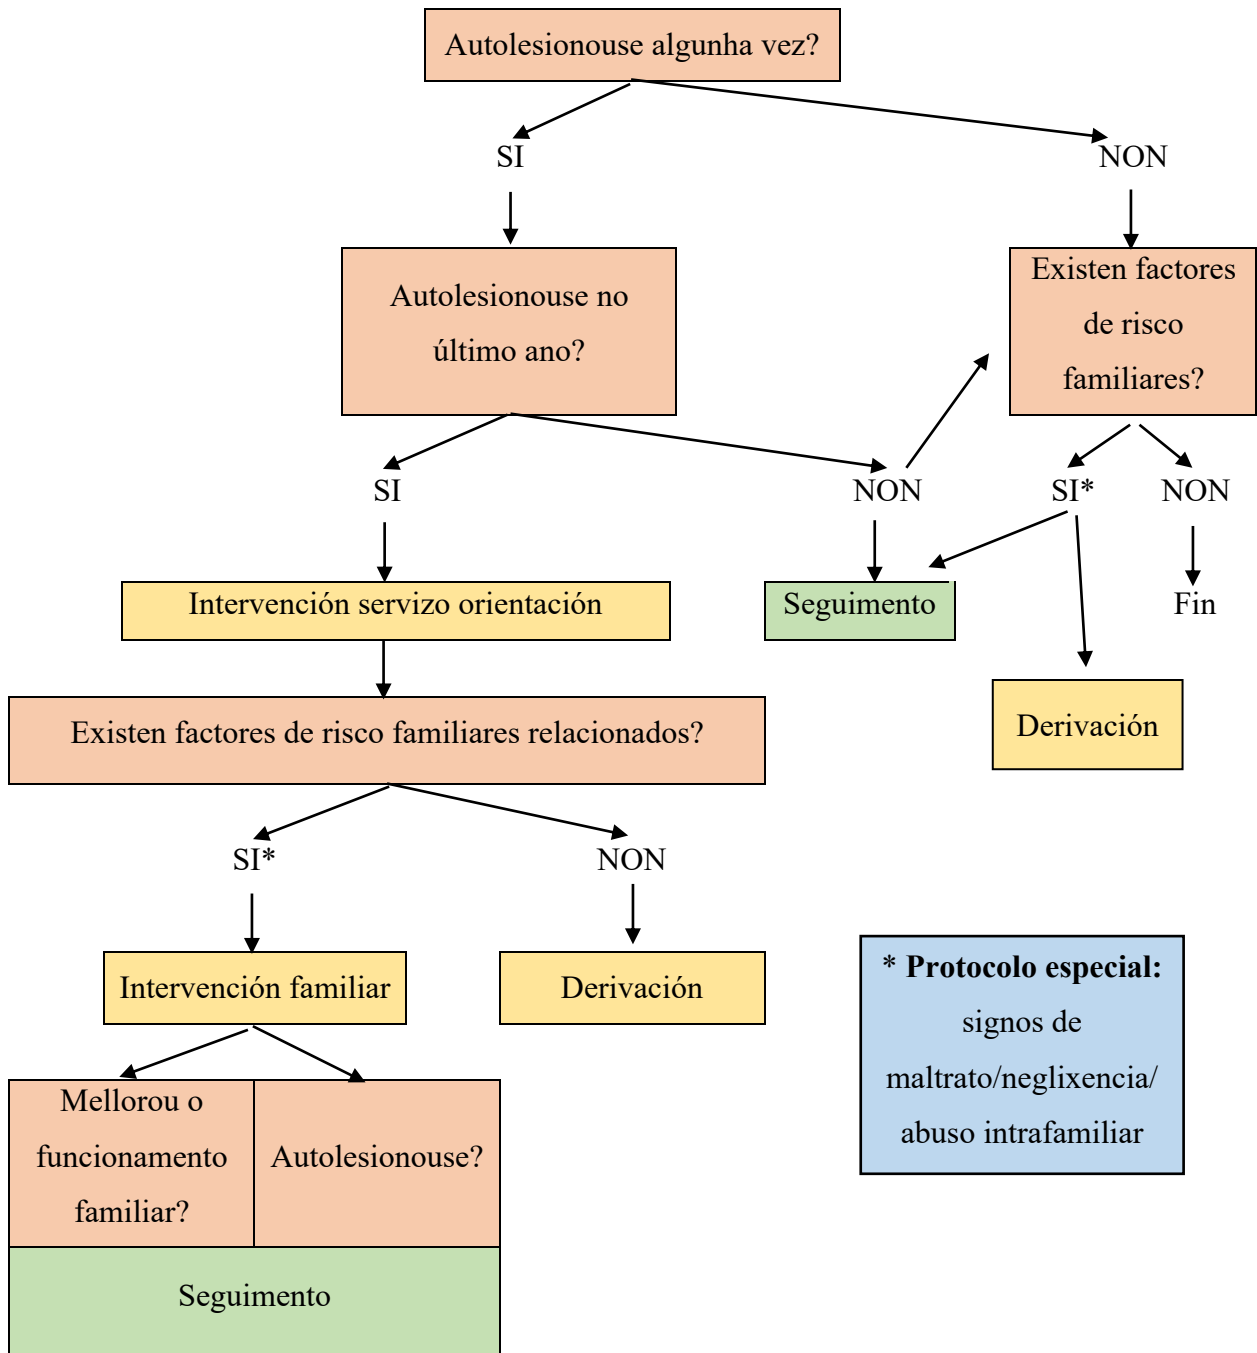 Autolesionouse algunha vez?
SI
NON
Autolesionouse no
último ano?
Existen factores
de risco
familiares?
SI
NON
SI*
NON
Intervención servizo orientación
Seguimento
Fin
Existen factores de risco familiares relacionados?
Derivación
SI*
NON
Intervención familiar
Derivación
* Protocolo especial:
signos de
maltrato/neglixencia/
abuso intrafamiliar
Mellorou o
funcionamento
familiar?
Autolesionouse?
Seguimento